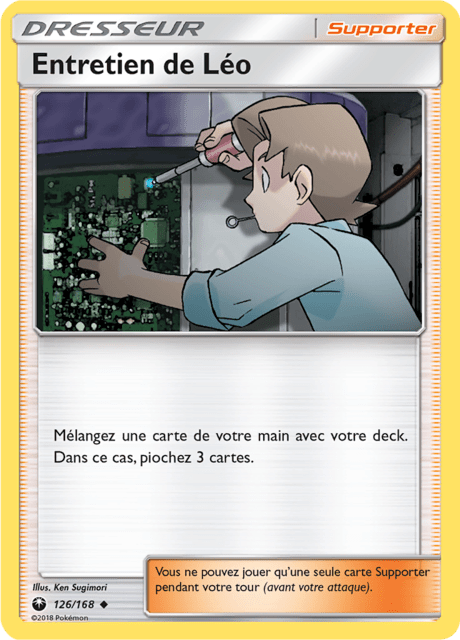 DRESSEUR
Supporter
Entretien de Léo
Mélangez une carte de votre main avec votre deck.
Dans ce cas, piochez 3 cartes.
Vous ne pouvez jouer qu'une seule carte Supporter
pendant votre tour (avant votre attaque).
Illus. Ken Sugimori
126/168 ◆
©2018 Pokémon